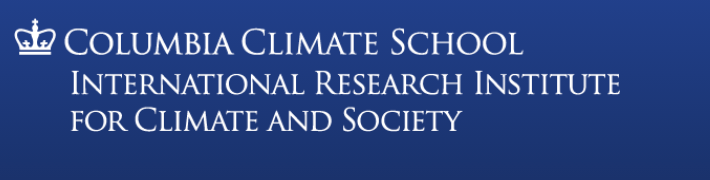 Columbia Climate School
International Research Institute
for Climate and Society